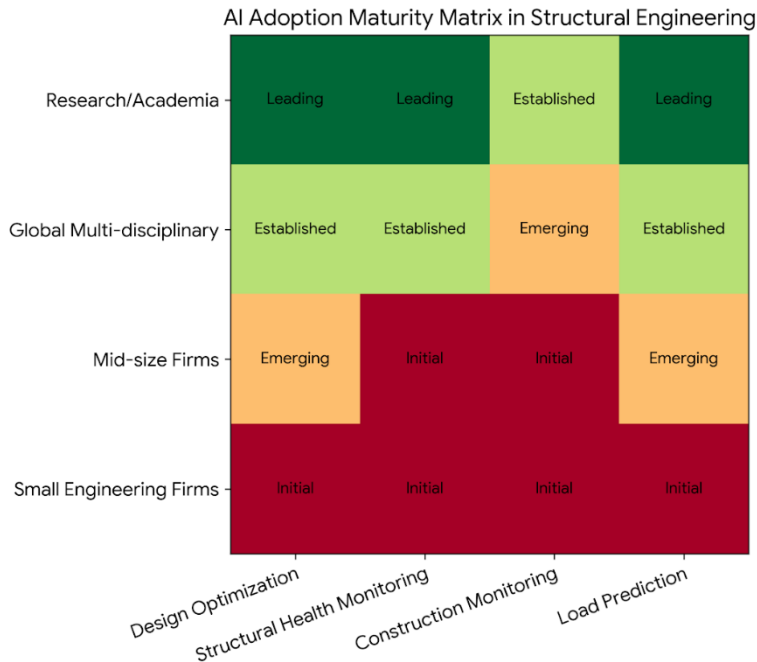 AI Adoption Maturity Matrix in Structural Engineering
Research/Academia
Leading
Leading
Established
Leading
Global Multi-disciplinary
Established
Established
Emerging
Established
Mid-size Firms
Emerging
Initial
Initial
Emerging
Small Engineering Firms
Initial
Initial
Initial
Initial
Design Optimization
Structural Health Monitoring
Construction Monitoring
Load Prediction